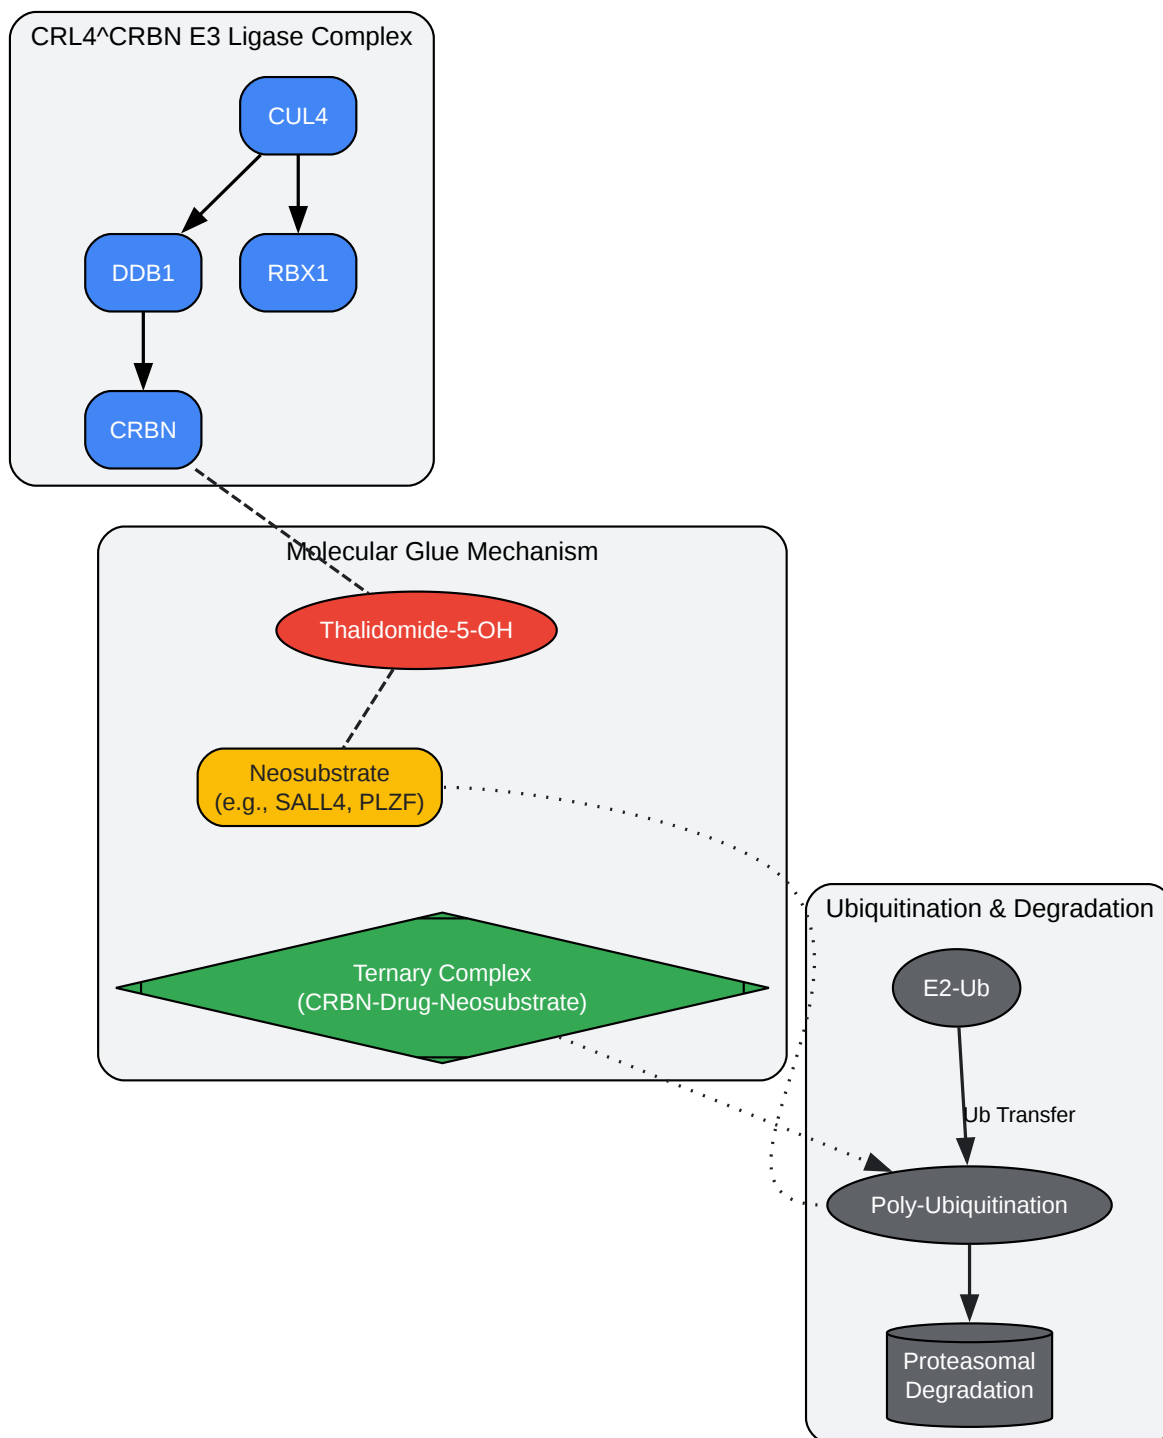 CRL4^CRBN E3 Ligase Complex
CUL4
DDB1
RBX1
CRBN
Molecular Glue Mechanism
Thalidomide-5-OH
Neosubstrate
(e.g., SALL4, PLZF)
Ternary Complex
(CRBN-Drug-Neosubstrate)
Ubiquitination & Degradation
E2-Ub
Ub Transfer
Poly-Ubiquitination
Proteasomal
Degradation